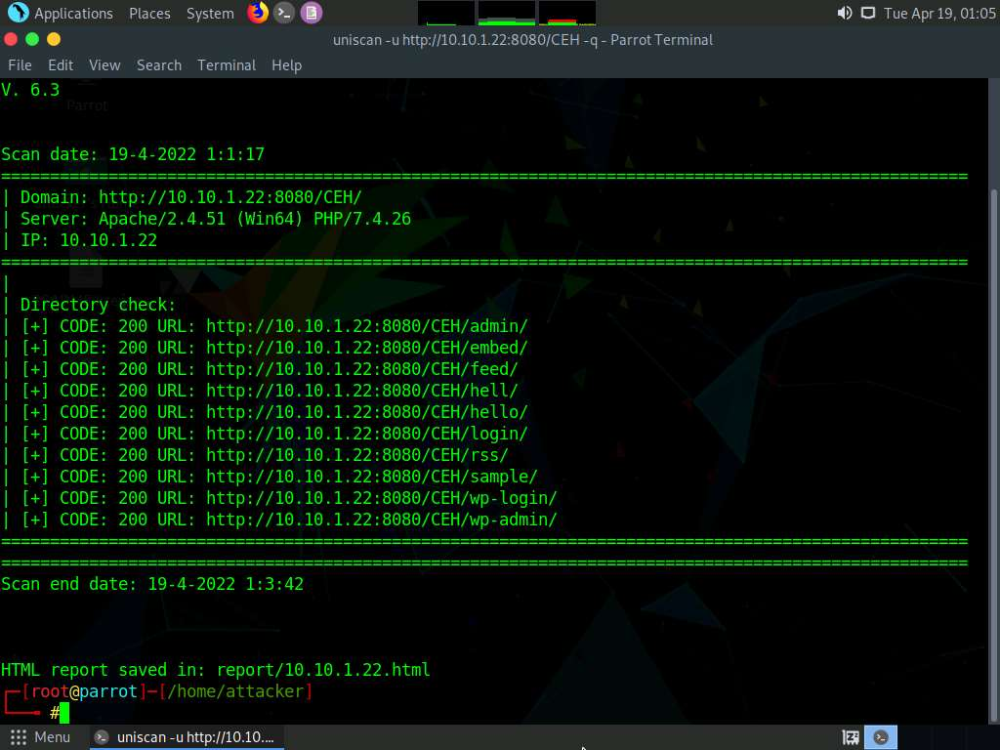 Applications Places System Tue Apr 19, 01:05
uniscan -u http://10.10.1.22:8080/CEH -q - Parrot Terminal
File Edit View Search Terminal Help
V. 6.3
Parrot
Scan date: 19-4-2022 1:1:17
===================================================================================================
| Domain: http://10.10.1.22:8080/CEH/
| Server: Apache/2.4.51 (Win64) PHP/7.4.26
| IP: 10.10.1.22
===================================================================================================
|
| Directory check:
| [+] CODE: 200 URL: http://10.10.1.22:8080/CEH/admin/
| [+] CODE: 200 URL: http://10.10.1.22:8080/CEH/embed/
| [+] CODE: 200 URL: http://10.10.1.22:8080/CEH/feed/
| [+] CODE: 200 URL: http://10.10.1.22:8080/CEH/hell/
| [+] CODE: 200 URL: http://10.10.1.22:8080/CEH/hello/
| [+] CODE: 200 URL: http://10.10.1.22:8080/CEH/login/
| [+] CODE: 200 URL: http://10.10.1.22:8080/CEH/rss/
| [+] CODE: 200 URL: http://10.10.1.22:8080/CEH/sample/
| [+] CODE: 200 URL: http://10.10.1.22:8080/CEH/wp-login/
| [+] CODE: 200 URL: http://10.10.1.22:8080/CEH/wp-admin/
===================================================================================================
===================================================================================================
Scan end date: 19-4-2022 1:3:42
HTML report saved in: report/10.10.1.22.html
┌─[root@parrot]─[/home/attacker]
└──╼ #
Menu uniscan -u http://10.10....